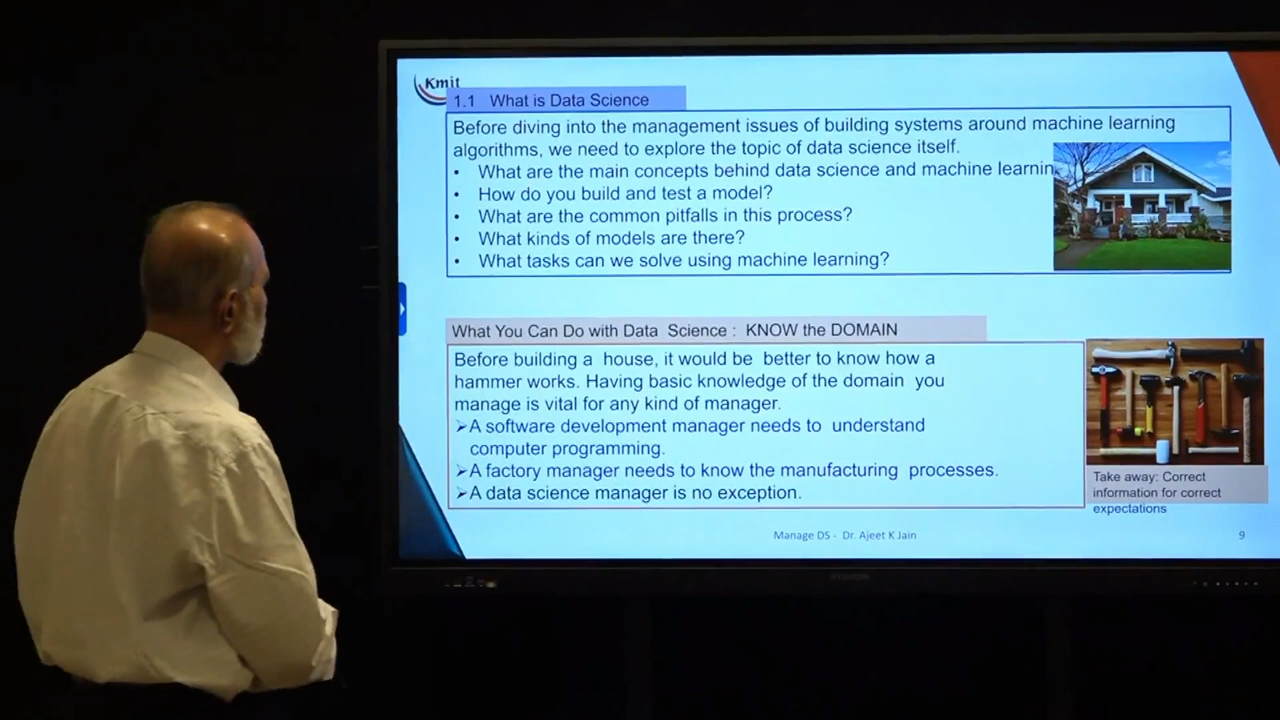 Kmit
1.1 What is Data Science
Before diving into the management issues of building systems around machine learning
algorithms, we need to explore the topic of data science itself.
• What are the main concepts behind data science and machine learnin
• How do you build and test a model?
• What are the common pitfalls in this process?
• What kinds of models are there?
• What tasks can we solve using machine learning?
What You Can Do with Data Science : KNOW the DOMAIN
Before building a house, it would be better to know how a
hammer works. Having basic knowledge of the domain you
manage is vital for any kind of manager.
➢A software development manager needs to understand
computer programming.
➢A factory manager needs to know the manufacturing processes.
➢A data science manager is no exception.
Take away: Correct
information for correct
expectations
Manage DS - Dr. Ajeet K Jain
9